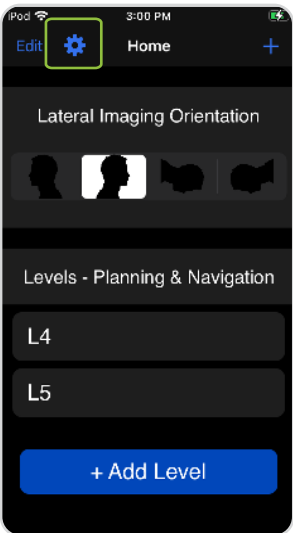 iPod 3:00 PM
Edit Home +
Lateral Imaging Orientation
Levels - Planning & Navigation
L4
L5
+ Add Level